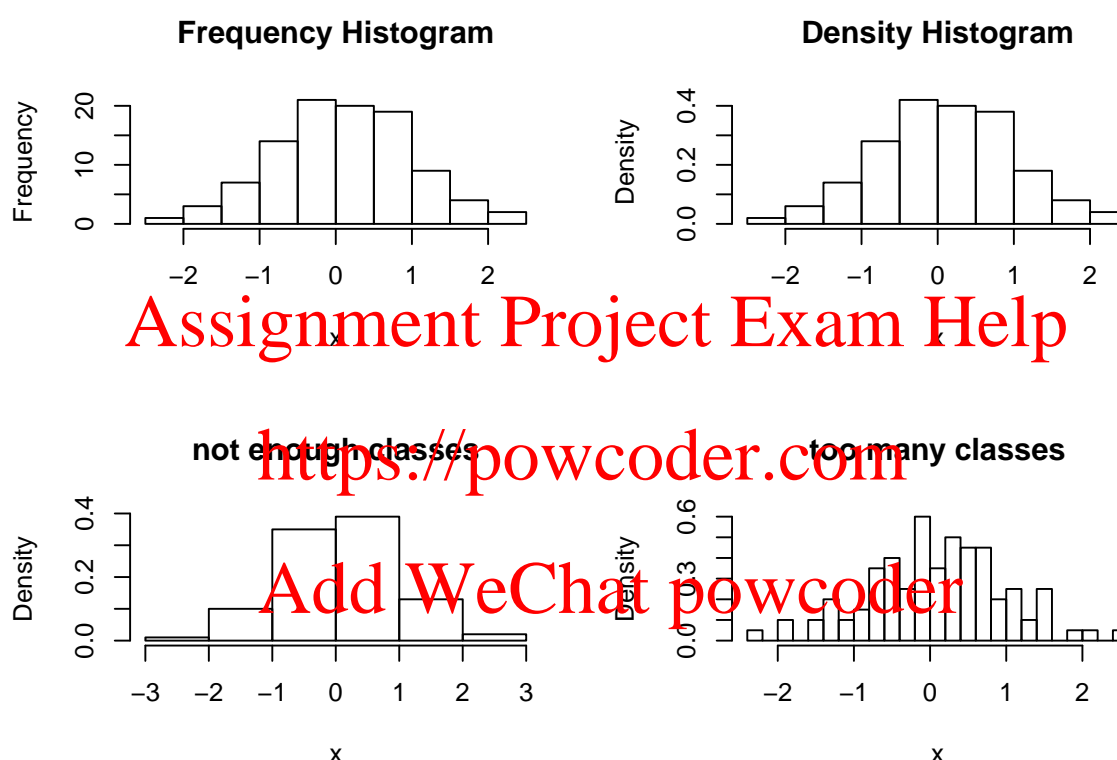 Frequency Histogram
Frequency
0 10 20
−2 −1 0 1 2
x
Density Histogram
Density
0.0 0.2 0.4
−2 −1 0 1 2
x
Assignment Project Exam Help
https://powcoder.com
Add WeChat powcoder
not enough classes
Density
0.0 0.2 0.4
−3 −2 −1 0 1 2 3
x
too many classes
Density
0.0 0.3 0.6
−2 −1 0 1 2
x